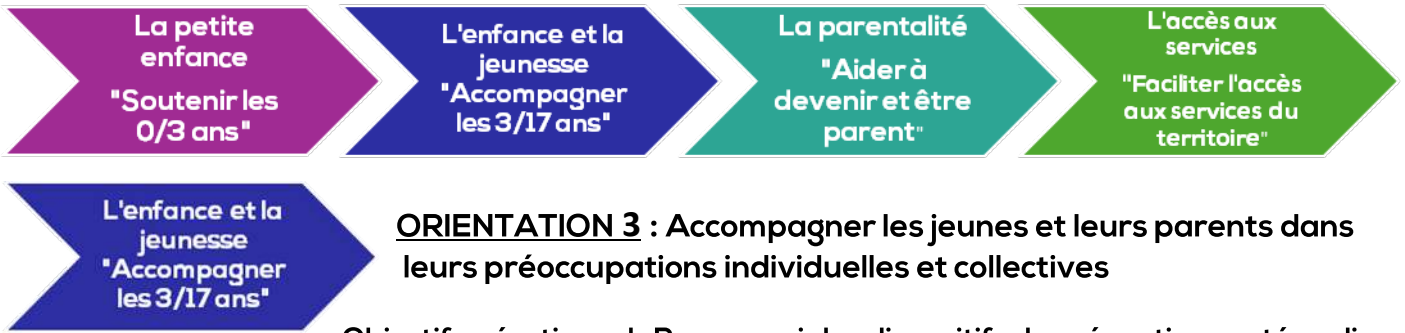 La petite
enfance
"Soutenir les
0/3 ans"
L'enfance et la
jeunesse
"Accompagner
les 3/17 ans"
La parentalité
"Aider à
devenir et être
parent"
L'accès aux
services
"Faciliter l'accès
aux services du
territoire"
L'enfance et la
jeunesse
"Accompagner
les 3/17 ans"
ORIENTATION 3 : Accompagner les jeunes et leurs parents dans
leurs préoccupations individuelles et collectives